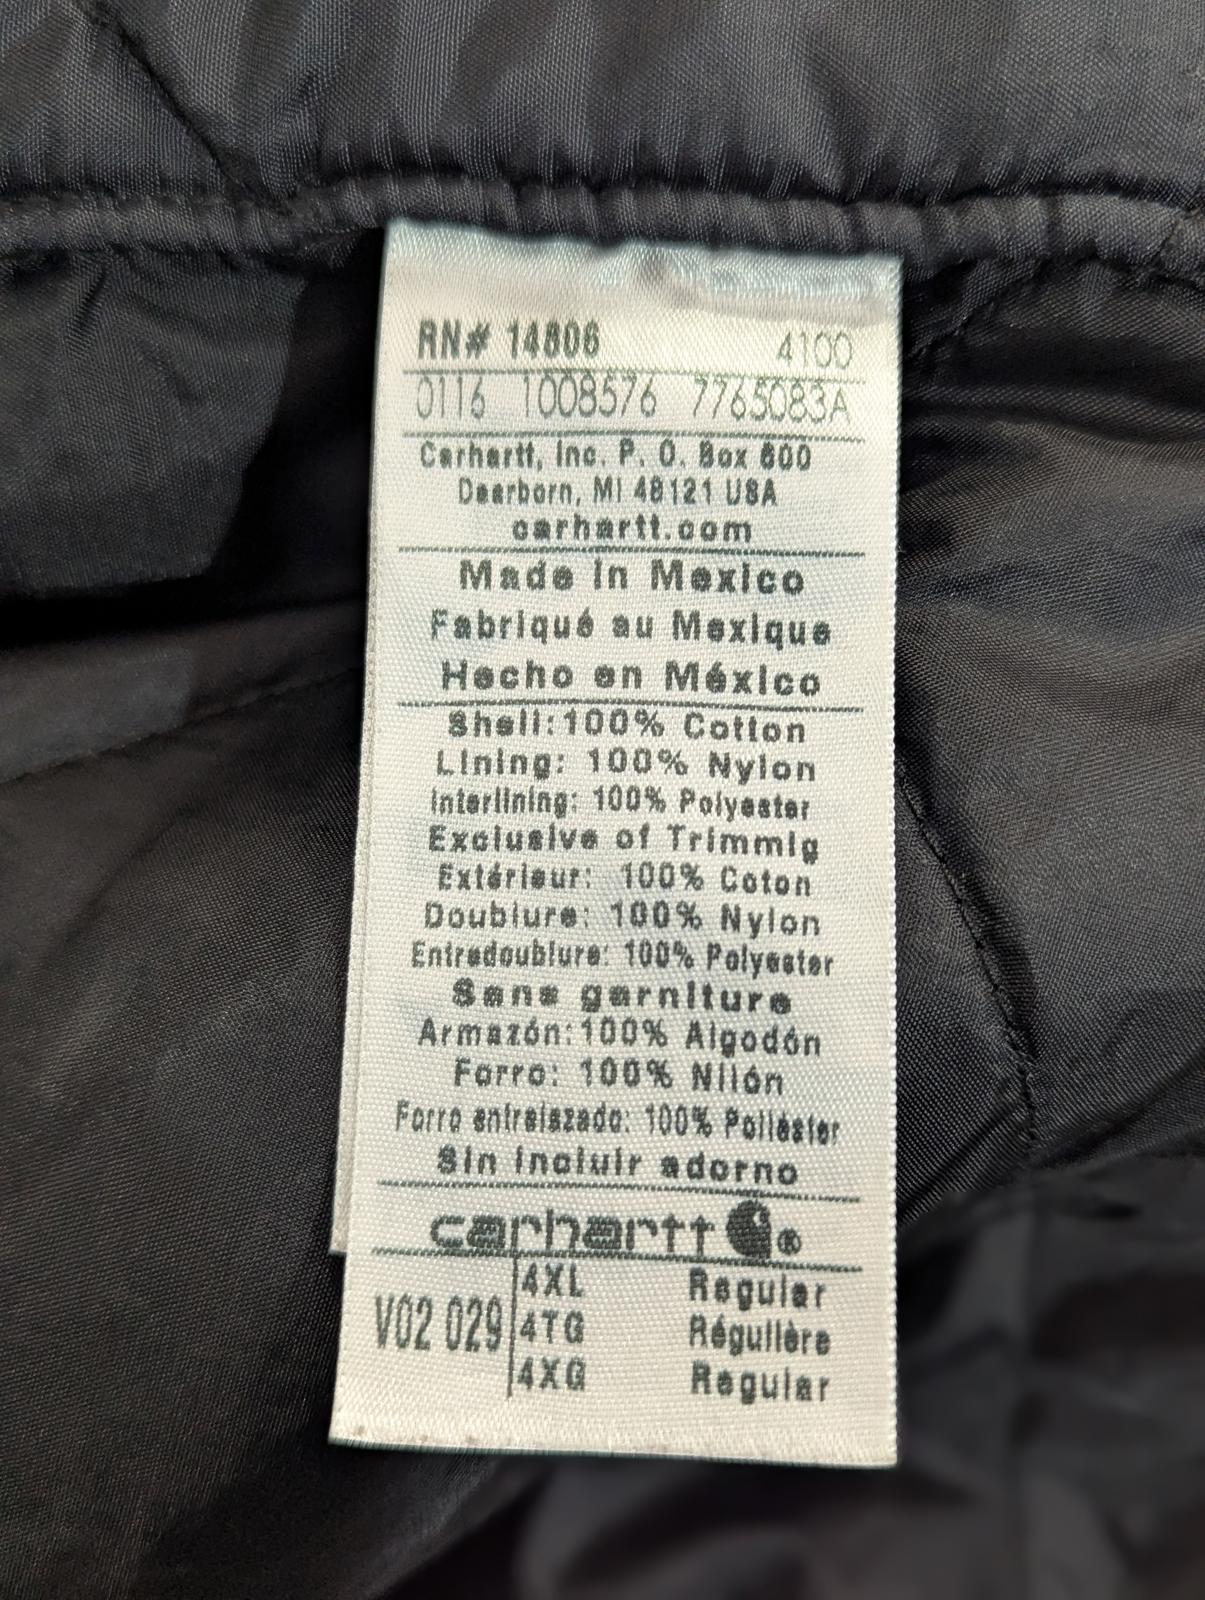 RN# 14806 4100
0116 1008576 7765083A
Carhartt, Inc. P. O. Box 600
Dearborn, MI 48121 USA
carhartt.com
Made in Mexico
Fabriqué au Mexique
Hecho en México
Shell: 100% Cotton
Lining: 100% Nylon
Interlining: 100% Polyester
Exclusive of Trimmig
Extérieur: 100% Coton
Doublure: 100% Nylon
Entredoublure: 100% Polyester
Sans garniture
Armazón: 100% Algodón
Forro: 100% Nilón
Forro entrelazado: 100% Poliéster
Sin incluir adorno
carhartt ®
4XL Regular
V02 029 4TG Régulière
4XG Regular